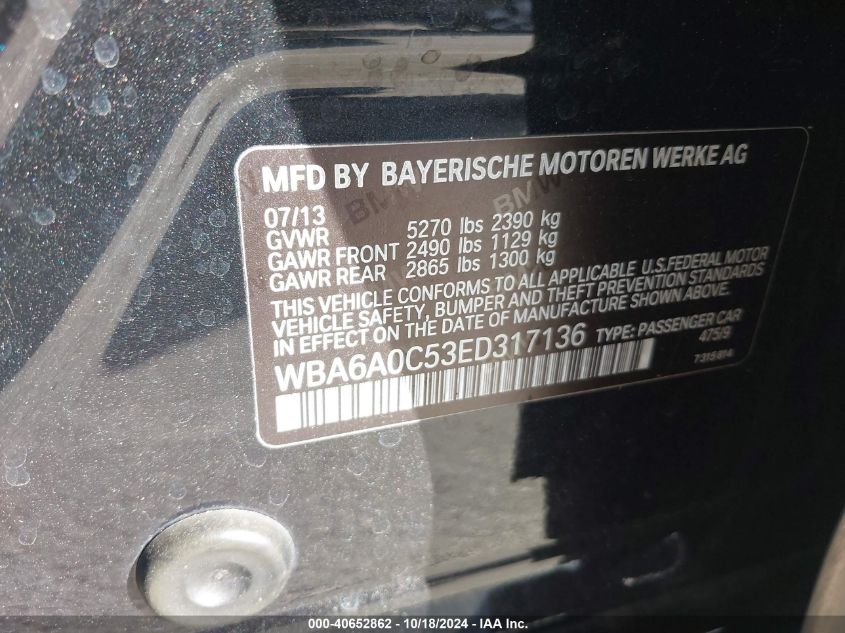 MFD BY BAYERISCHE MOTOREN WERKE AG
07/13
GVWR 5270 lbs 2390 kg
GAWR FRONT 2490 lbs 1129 kg
GAWR REAR 2865 lbs 1300 kg
THIS VEHICLE CONFORMS TO ALL APPLICABLE U.S.FEDERAL MOTOR
VEHICLE SAFETY, BUMPER AND THEFT PREVENTION STANDARDS
IN EFFECT ON THE DATE OF MANUFACTURE SHOWN ABOVE.
WBA6A0C53ED317136 TYPE: PASSENGER CAR
475/9
7315814
BMW BMW
000-40652862 - 10/18/2024 - IAA Inc.